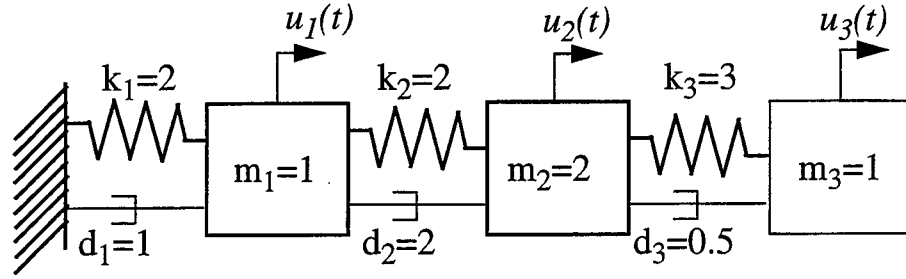 u₁(t) u₂(t) u₃(t)
k₁=2 k₂=2 k₃=3
m₁=1 m₂=2 m₃=1
d₁=1 d₂=2 d₃=0.5